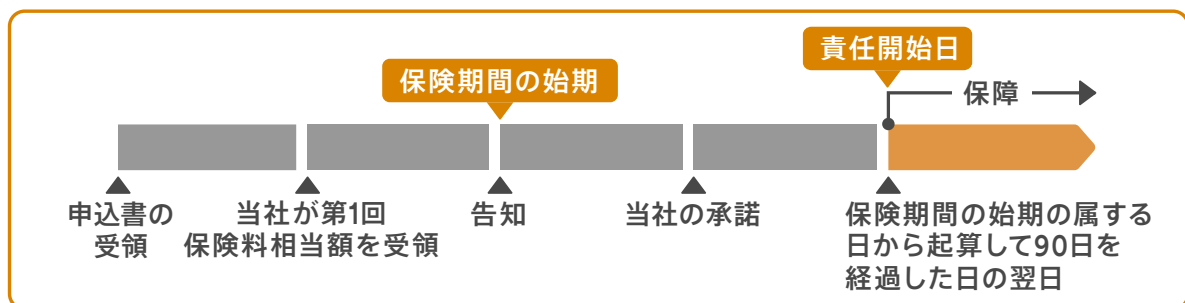 責任開始日
保険期間の始期
保障
申込書の
受領
当社が第1回
保険料相当額を受領
告知
当社の承諾
保険期間の始期の属する
日から起算して90日を
経過した日の翌日